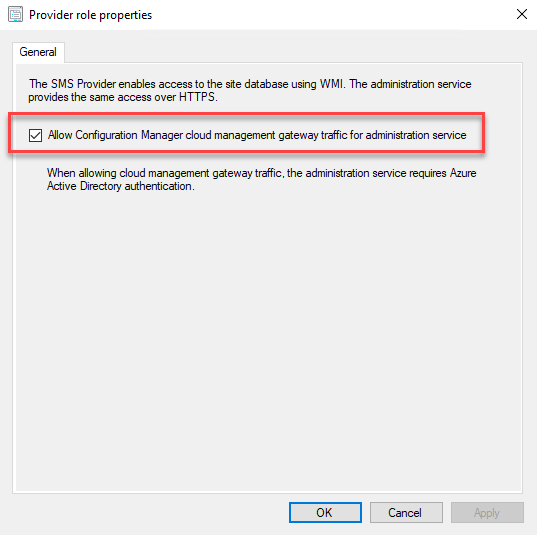 Provider role properties
General
The SMS Provider enables access to the site database using WMI. The administration service
provides the same access over HTTPS.
Allow Configuration Manager cloud management gateway traffic for administration service
When allowing cloud management gateway traffic, the administration service requires Azure
Active Directory authentication.
OK
Cancel
Apply